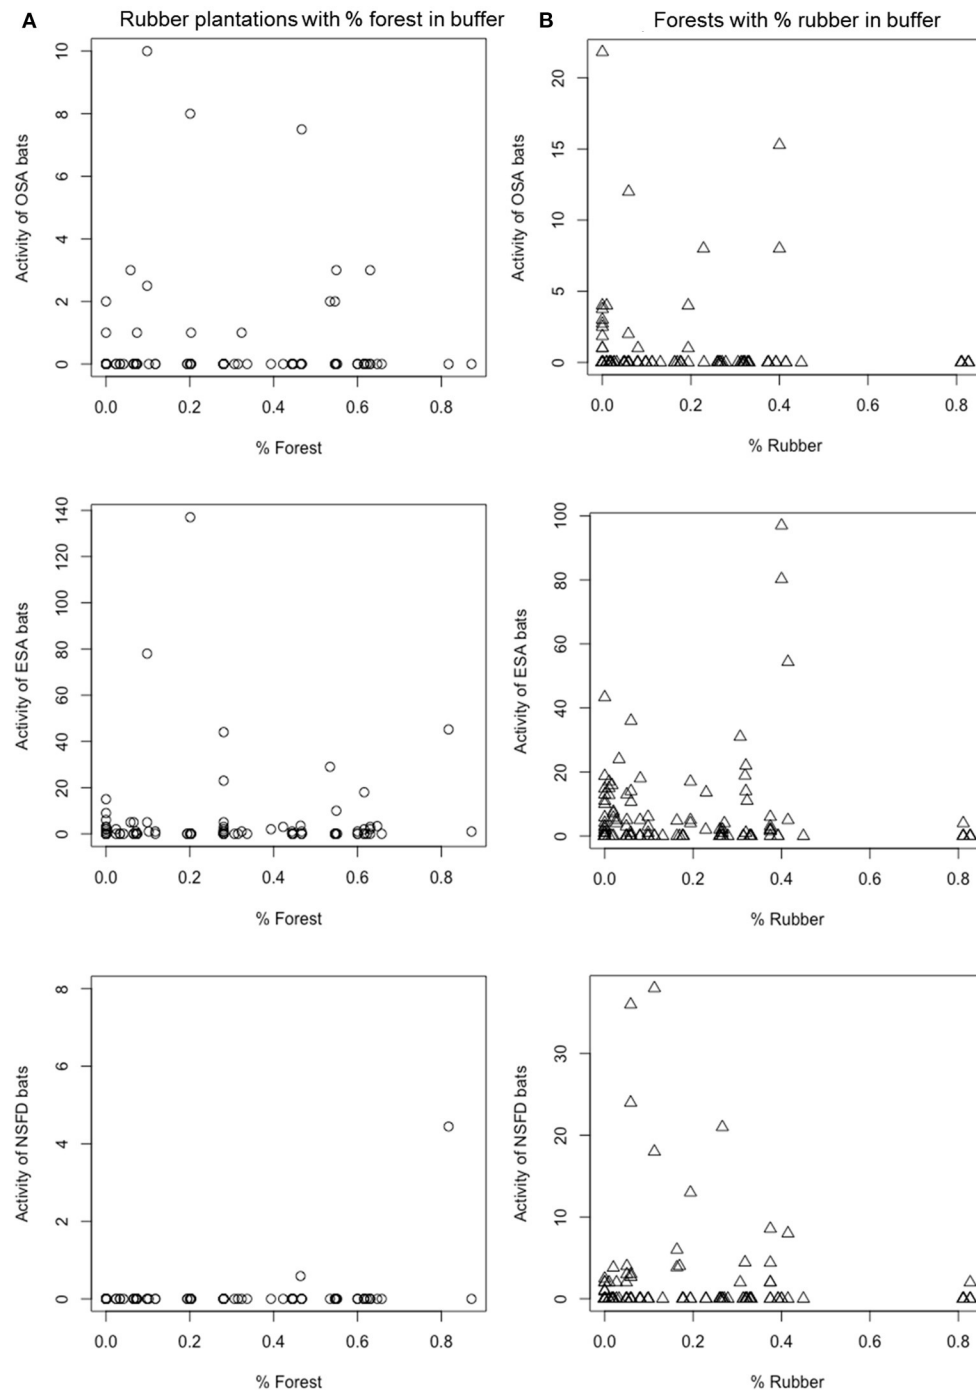 A Rubber plantations with % forest in buffer
B Forests with % rubber in buffer
Activity of OSA bats
10
8
6
4
2
0
0.0 0.2 0.4 0.6 0.8
% Forest
Activity of OSA bats
20
15
10
5
0
0.0 0.2 0.4 0.6 0.8
% Rubber
Activity of ESA bats
140
120
100
80
60
40
20
0
0.0 0.2 0.4 0.6 0.8
% Forest
Activity of ESA bats
100
80
60
40
20
0
0.0 0.2 0.4 0.6 0.8
% Rubber
Activity of NSFD bats
8
6
4
2
0
0.0 0.2 0.4 0.6 0.8
% Forest
Activity of NSFD bats
30
20
10
0
0.0 0.2 0.4 0.6 0.8
% Rubber